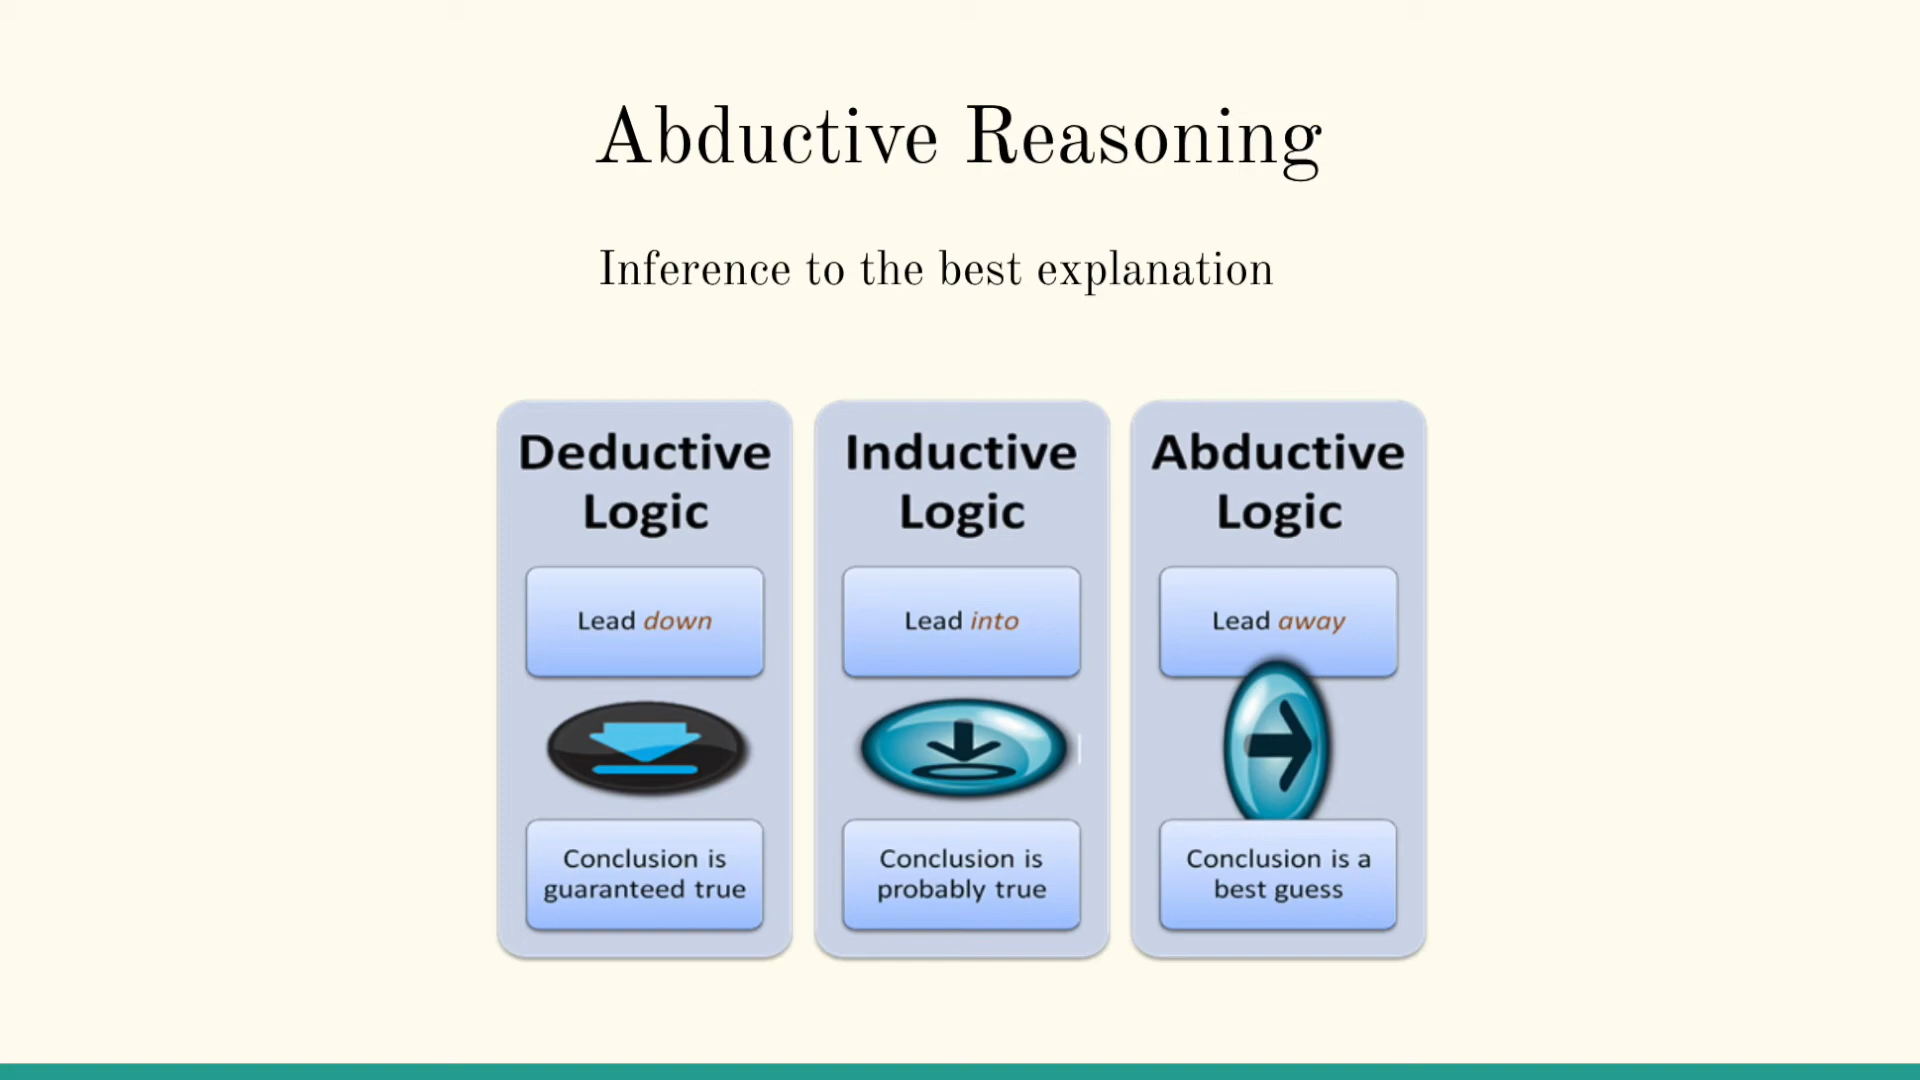 Abductive Reasoning
Inference to the best explanation
Deductive
Logic
Lead down
Conclusion is
guaranteed true
Inductive
Logic
Lead into
Conclusion is
probably true
Abductive
Logic
Lead away
Conclusion is a
best guess